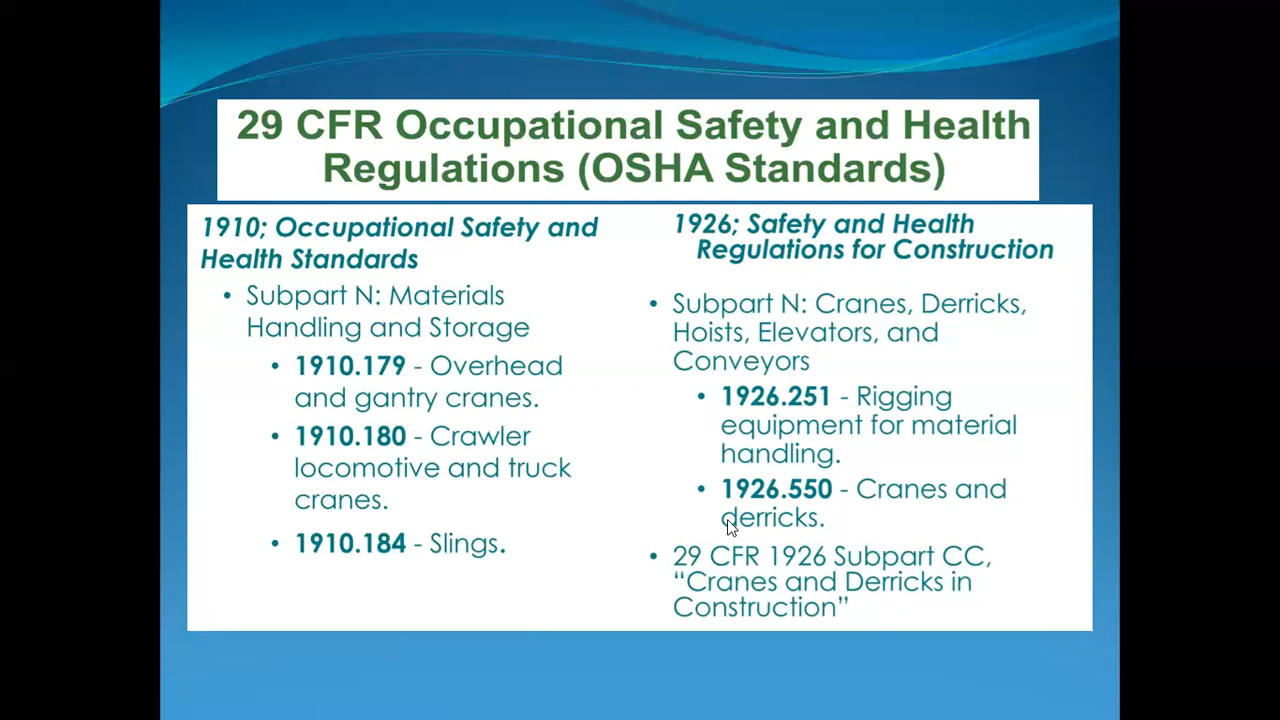 29 CFR Occupational Safety and Health
Regulations (OSHA Standards)
1910; Occupational Safety and
Health Standards
• Subpart N: Materials
Handling and Storage
• 1910.179 - Overhead
and gantry cranes.
• 1910.180 - Crawler
locomotive and truck
cranes.
• 1910.184 - Slings.
1926; Safety and Health
Regulations for Construction
• Subpart N: Cranes, Derricks,
Hoists, Elevators, and
Conveyors
• 1926.251 - Rigging
equipment for material
handling.
• 1926.550 - Cranes and
derricks.
• 29 CFR 1926 Subpart CC,
“Cranes and Derricks in
Construction”